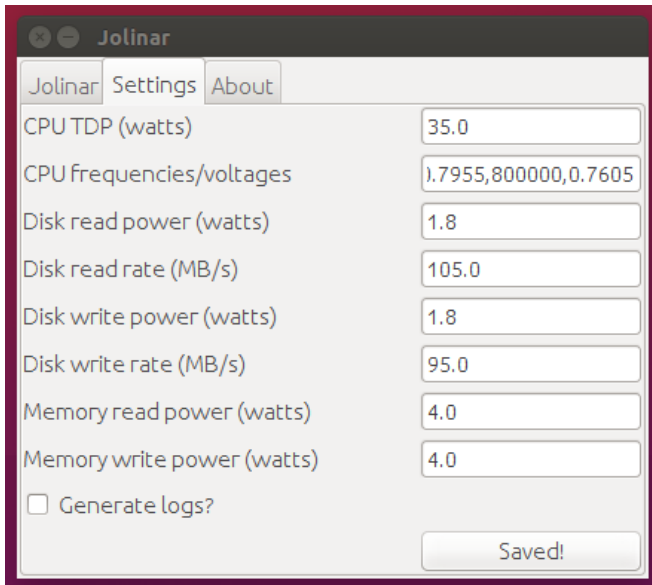 Jolinar
Jolinar Settings About
CPU TDP (watts) 35.0
CPU frequencies/voltages ).7955,800000,0.7605
Disk read power (watts) 1.8
Disk read rate (MB/s) 105.0
Disk write power (watts) 1.8
Disk write rate (MB/s) 95.0
Memory read power (watts) 4.0
Memory write power (watts) 4.0
Generate logs?
Saved!